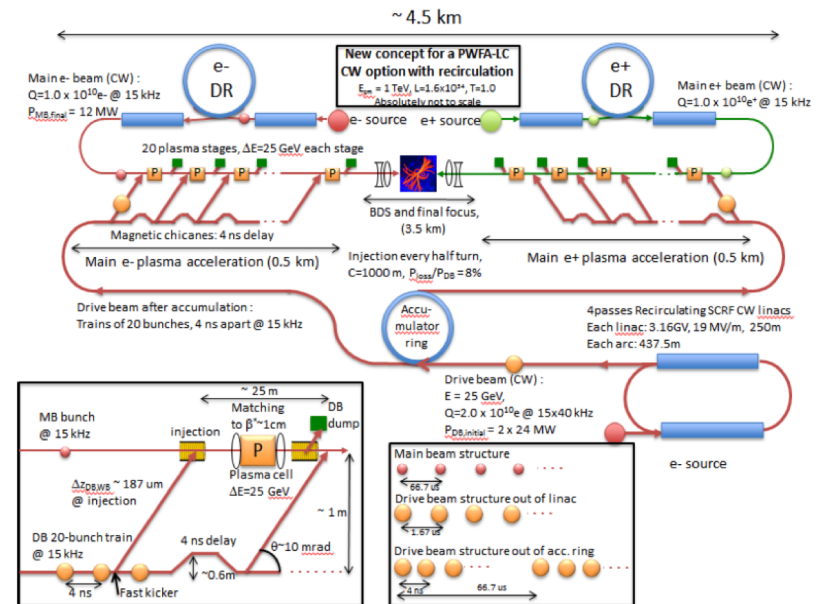 ~ 4.5 km
New concept for a PWFA-LC
CW option with recirculation
E_cm = 1 TeV, L=1.6x10³⁴, T=1.0
Absolutely not to scale
e-
DR
e+
DR
Main e- beam (CW) :
Q=1.0 x 10¹⁰e- @ 15 kHz
P_MB,final = 12 MW
Main e+ beam (CW) :
Q=1.0 x 10¹⁰e⁺ @ 15 kHz
e- source
e+ source
20 plasma stages, ΔE=25 GeV each stage
P
P
P
P
P
P
P
P
P
BDS and final focus,
(3.5 km)
Magnetic chicanes: 4 ns delay
Main e- plasma acceleration (0.5 km)
Injection every half turn,
C=1000 m, P_loss/P_DB = 8%
Main e+ plasma acceleration (0.5 km)
Drive beam after accumulation :
Trains of 20 bunches, 4 ns apart @ 15 kHz
Accu-
mulator
ring
4passes Recirculating SCRF CW linacs
Each linac: 3.16GV, 19 MV/m, 250m
Each arc: 437.5m
Drive beam (CW) :
E = 25 GeV,
Q=2.0 x 10¹⁰e @ 15x40 kHz
P_DB,initial = 2 x 24 MW
e- source
~ 25 m
MB bunch
@ 15 kHz
injection
Matching
to β*~1cm
DB
dump
P
Plasma cell
ΔE=25 GeV
Δz_DB,WB ~ 187 um
@ injection
~ 1 m
DB 20-bunch train
@ 15 kHz
4 ns delay
θ~10 mrad
~0.6m
4 ns
Fast kicker
Main beam structure
66.7 us
Drive beam structure out of linac
1.67 us
Drive beam structure out of acc. ring
4 ns
66.7 us